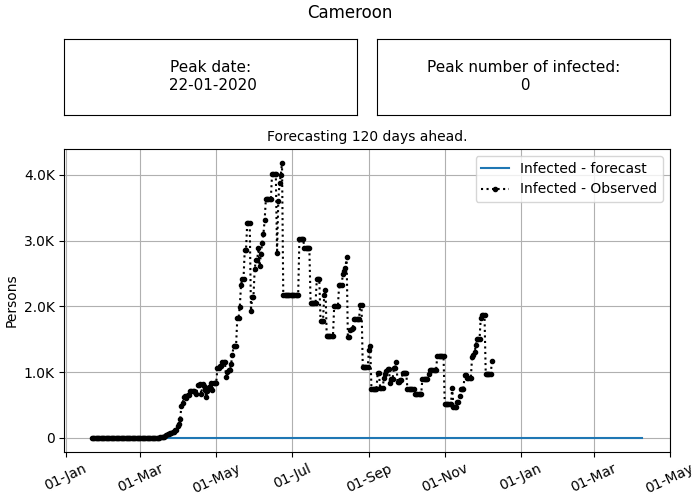 Cameroon
Peak date:
22-01-2020
Peak number of infected:
0
Forecasting 120 days ahead.
Infected - forecast
Infected - Observed
4.0K
3.0K
2.0K
1.0K
0
Persons
01-Jan
01-Mar
01-May
01-Jul
01-Sep
01-Nov
01-Jan
01-Mar
01-May